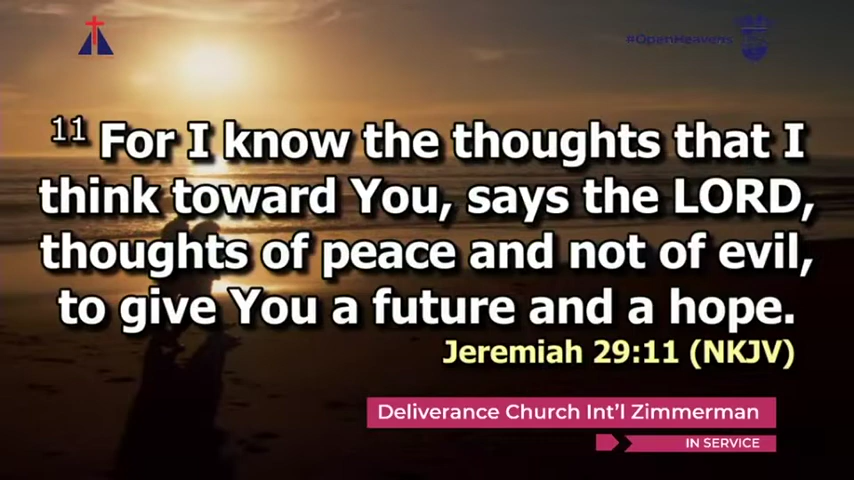 #OpenHeavens
11 For I know the thoughts that I
think toward You, says the LORD,
thoughts of peace and not of evil,
to give You a future and a hope.
Jeremiah 29:11 (NKJV)
Deliverance Church Int'l Zimmerman
IN SERVICE